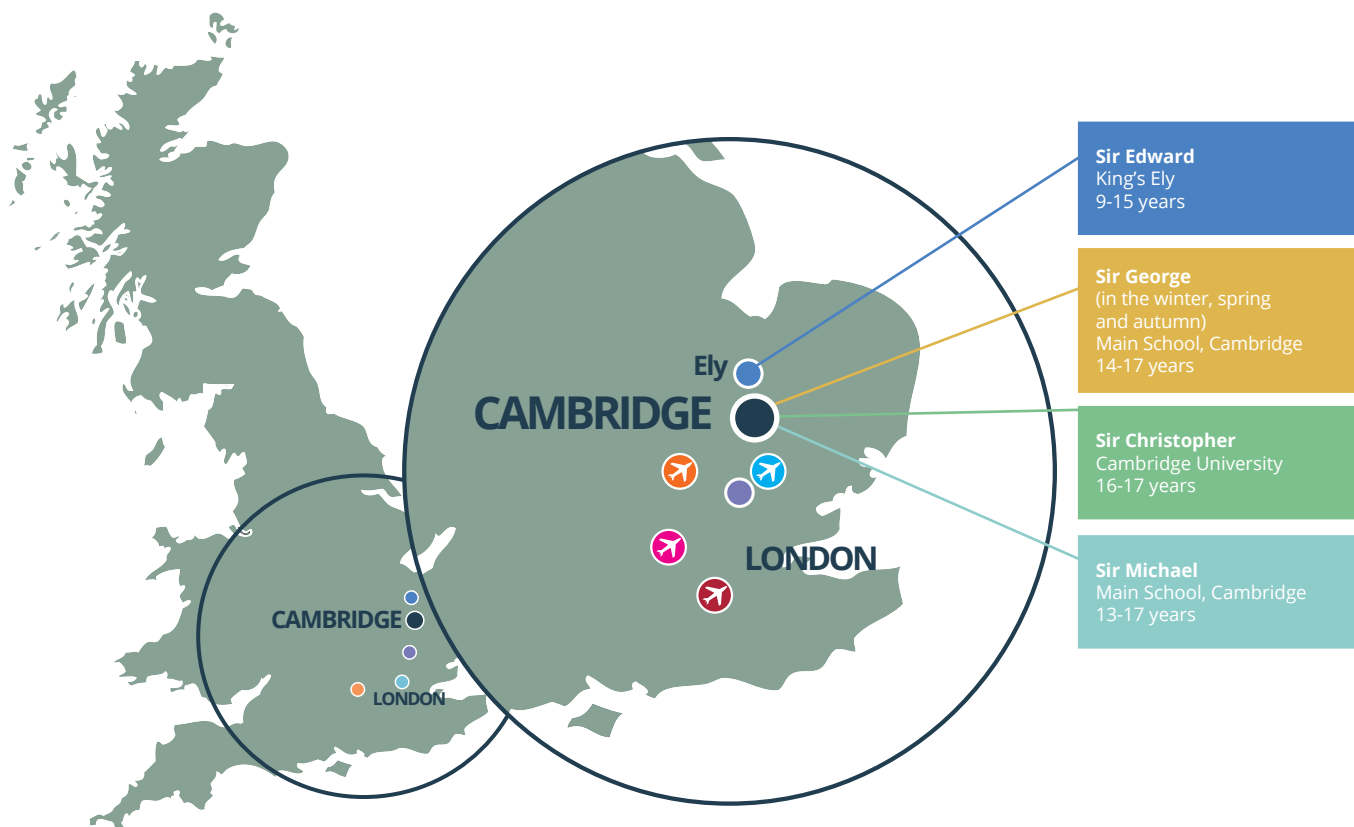 Sir Edward
King's Ely
9-15 years
Sir George
(in the winter, spring
and autumn)
Main School, Cambridge
14-17 years
Ely
CAMBRIDGE
Sir Christopher
Cambridge University
16-17 years
LONDON
Sir Michael
Main School, Cambridge
13-17 years
CAMBRIDGE
LONDON